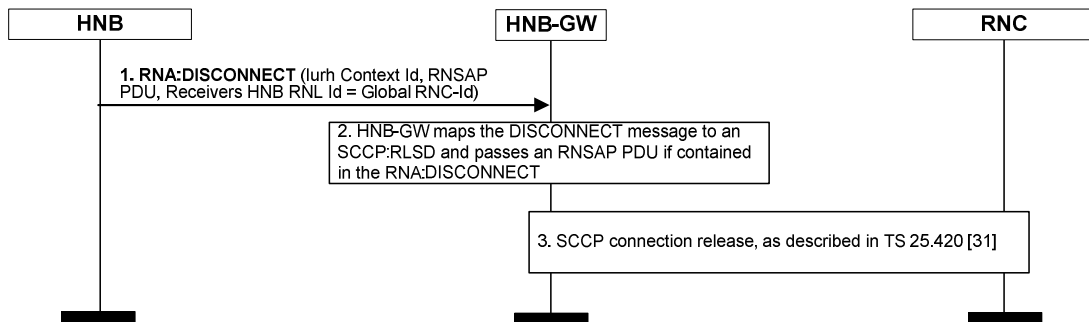 HNB
HNB-GW
RNC
1. RNA:DISCONNECT (Iurh Context Id, RNSAP
PDU, Receivers HNB RNL Id = Global RNC-Id)
2. HNB-GW maps the DISCONNECT message to an
SCCP:RLSD and passes an RNSAP PDU if contained
in the RNA:DISCONNECT
3. SCCP connection release, as described in TS 25.420 [31]